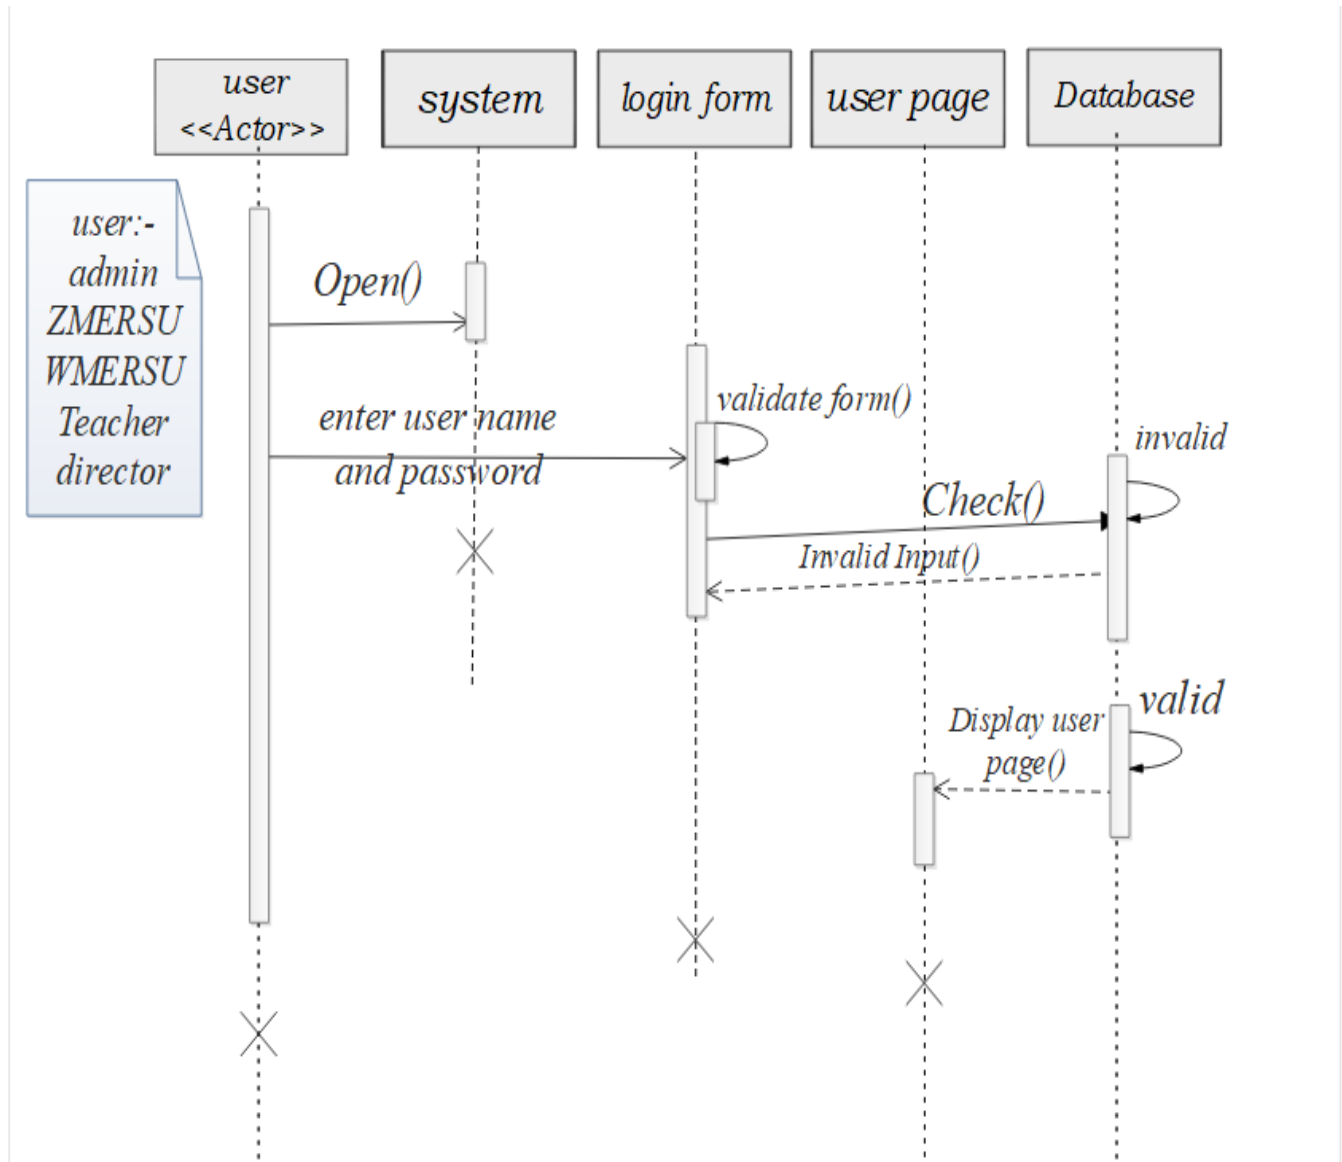 user
<<Actor>>
system
login form
user page
Database
user:-
admin
ZMERSU
WMERSU
Teacher
director
Open()
enter user name
and password
validate form()
invalid
Check()
Invalid Input()
valid
Display user
page()